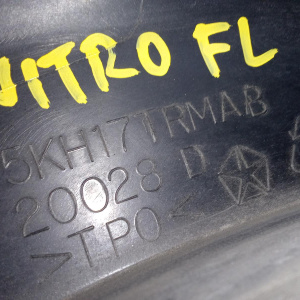 NITRO FL
5KH17TRMAB
20028 D
>TPO<